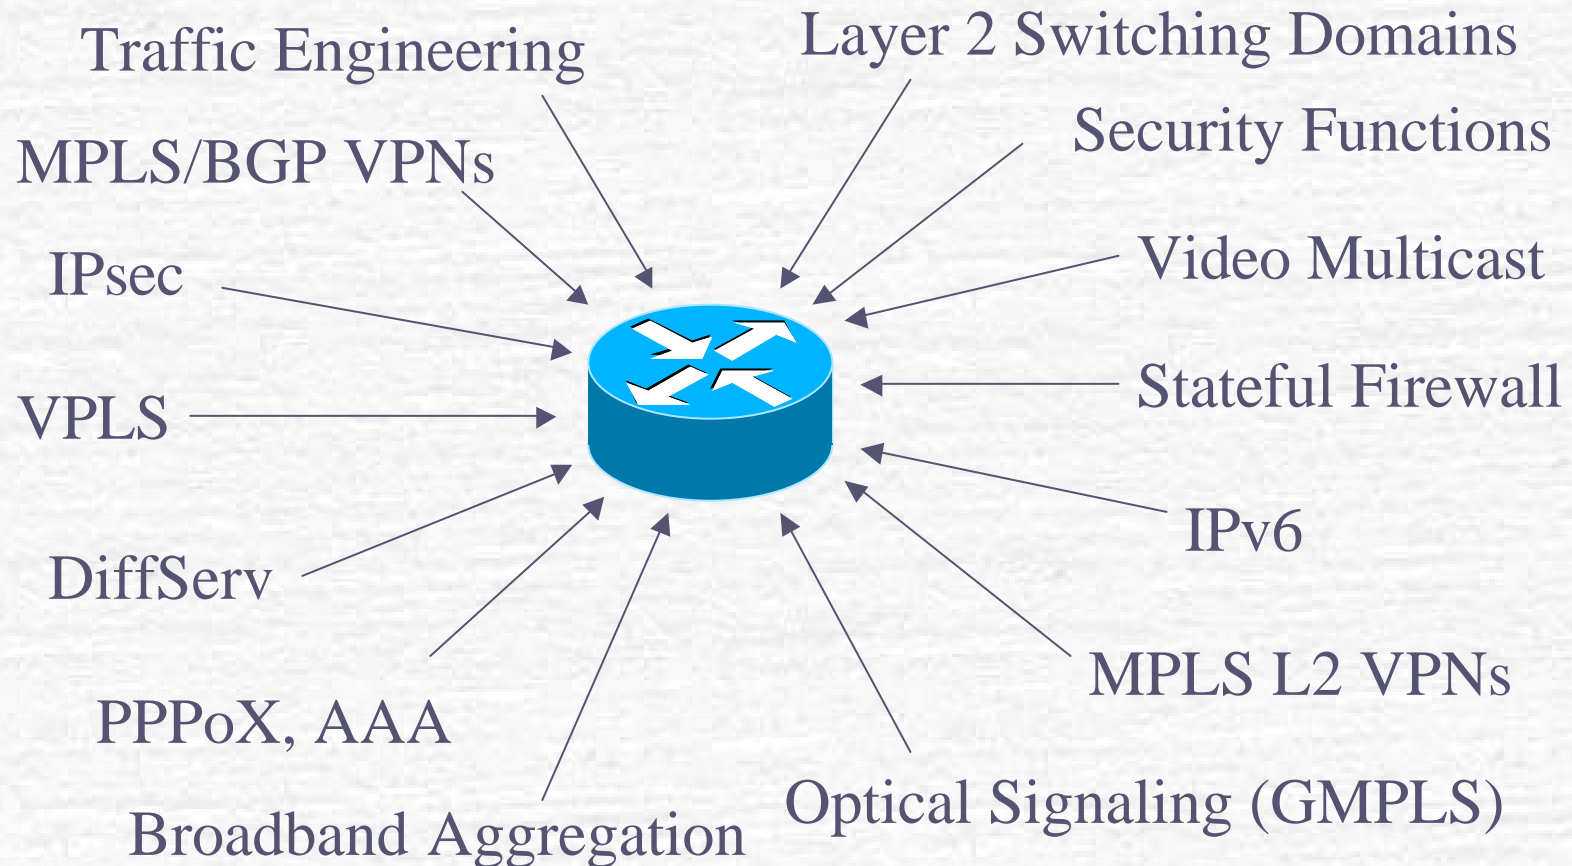 Traffic Engineering
Layer 2 Switching Domains
MPLS/BGP VPNs
Security Functions
IPsec
Video Multicast
VPLS
Stateful Firewall
DiffServ
IPv6
PPPoX, AAA
MPLS L2 VPNs
Broadband Aggregation
Optical Signaling (GMPLS)